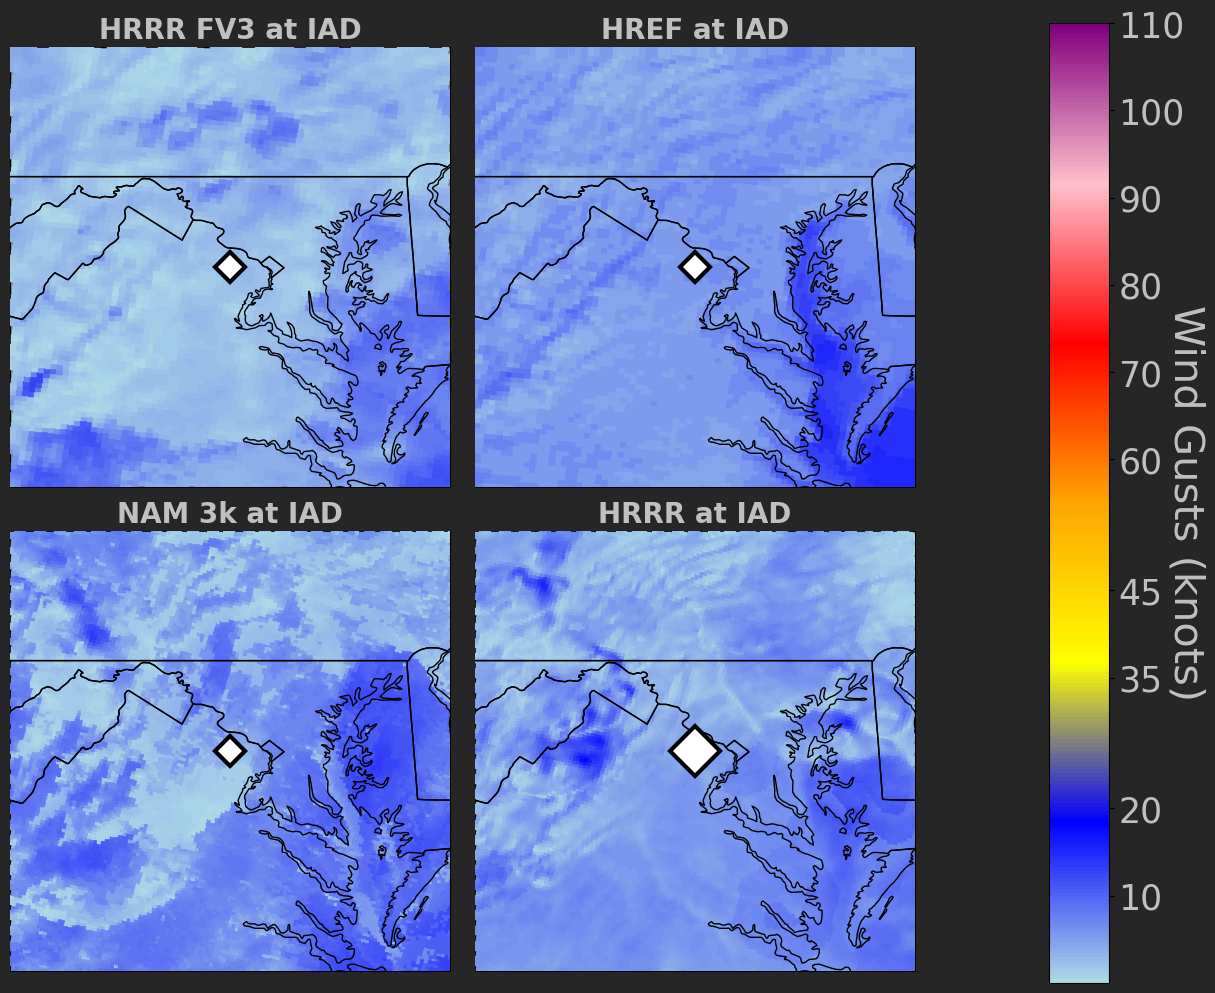 HRRR FV3 at IAD
HREF at IAD
NAM 3k at IAD
HRRR at IAD
110
100
90
80
70
60
45
35
20
10
Wind Gusts (knots)